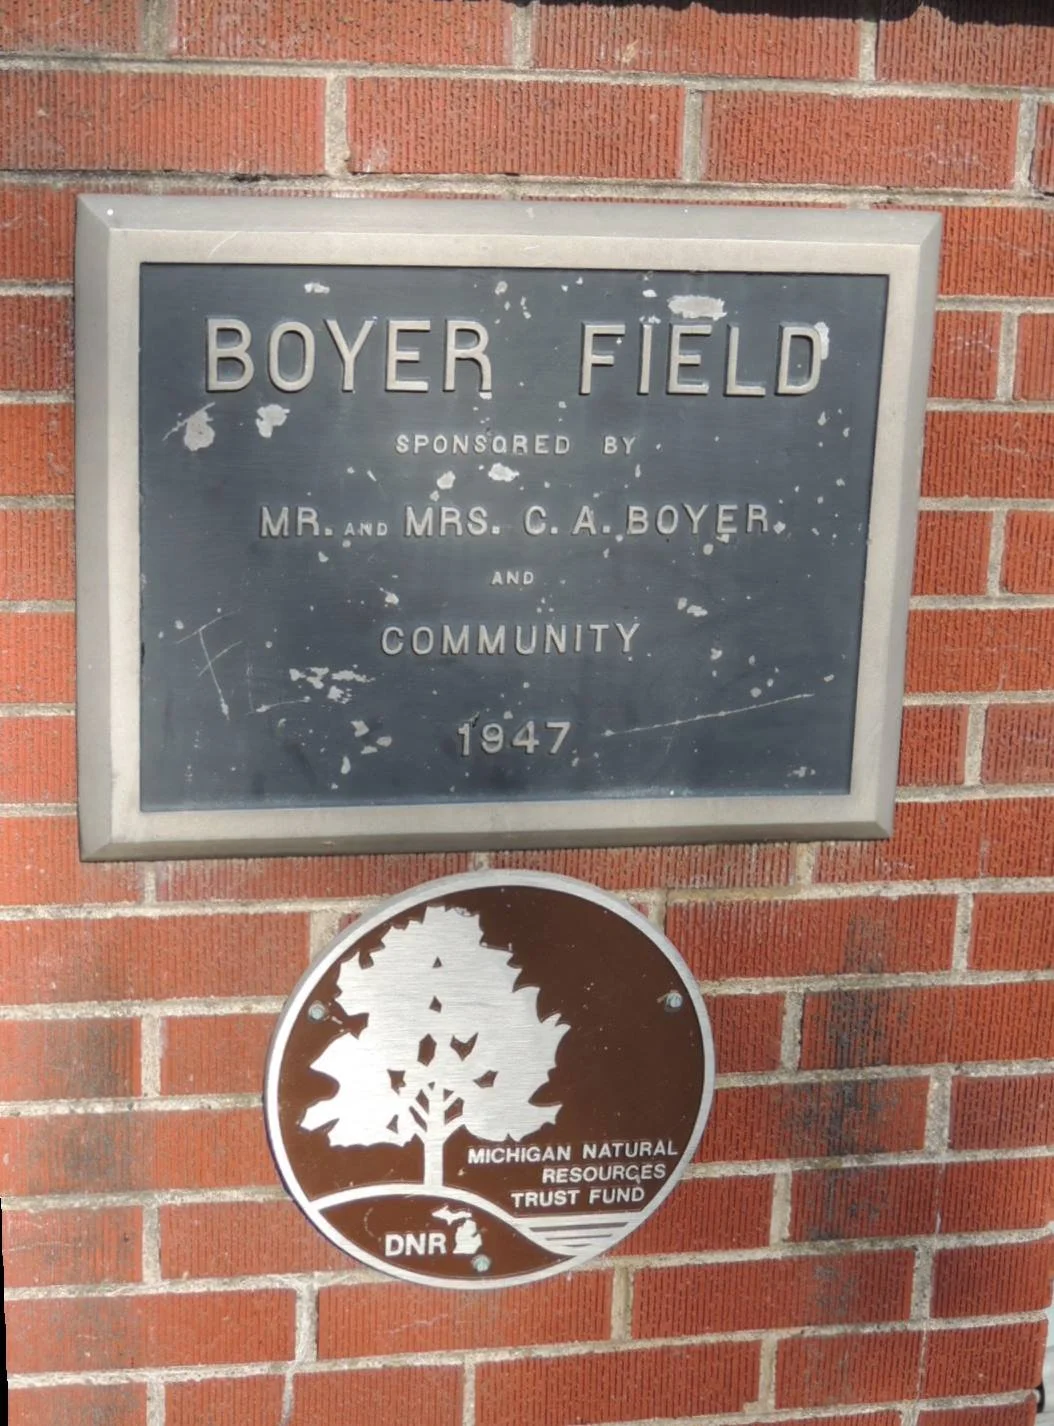 BOYER FIELD
SPONSORED BY
MR. AND MRS. C. A. BOYER
AND
COMMUNITY
1947
MICHIGAN NATURAL
RESOURCES
TRUST FUND
DNR